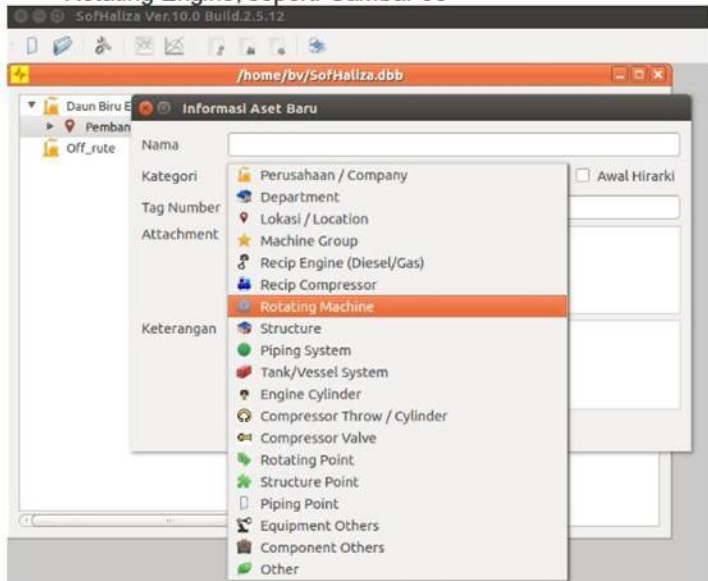 SofHaliza Ver.10.0 Build.2.5.12
/home/bv/SofHaliza.dbb
Daun Biru E
Pemban
Off_rute
Informasi Aset Baru
Nama
Kategori
Awal Hirarki
Tag Number
Attachment
Keterangan
Perusahaan / Company
Department
Lokasi / Location
Machine Group
Recip Engine (Diesel/Gas)
Recip Compressor
Rotating Machine
Structure
Piping System
Tank/Vessel System
Engine Cylinder
Compressor Throw / Cylinder
Compressor Valve
Rotating Point
Structure Point
Piping Point
Equipment Others
Component Others
Other